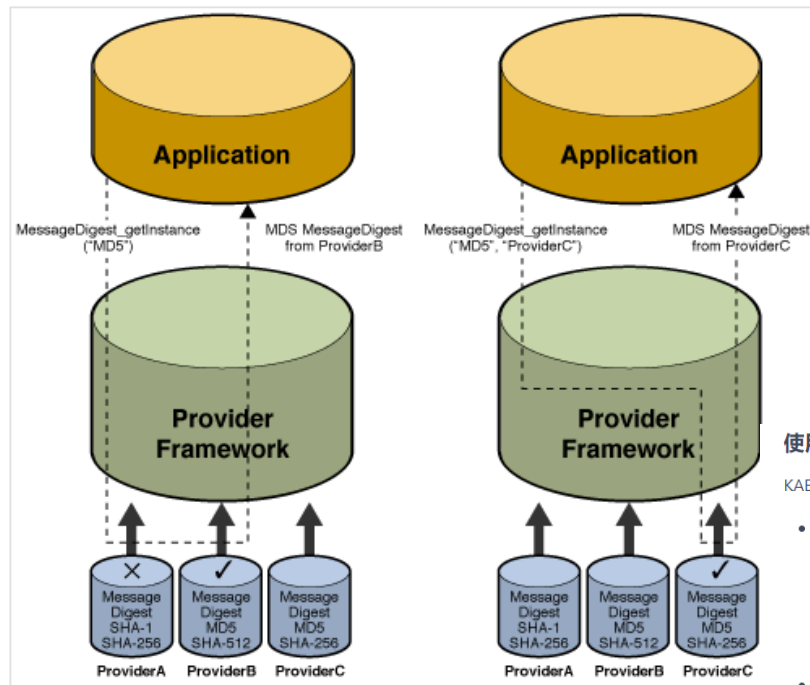 Application
MessageDigest_getInstance
("MD5")
MDS MessageDigest
from ProviderB
Provider
Framework
Message
Digest
SHA-1
SHA-256
ProviderA
Message
Digest
MD5
SHA-512
ProviderB
Message
Digest
MD5
SHA-256
ProviderC
Application
MessageDigest_getInstance
("MD5", "ProviderC")
MDS MessageDigest
from ProviderC
Provider
Framework
Message
Digest
SHA-1
SHA-256
ProviderA
Message
Digest
MD5
SHA-512
ProviderB
Message
Digest
MD5
SHA-256
ProviderC
使